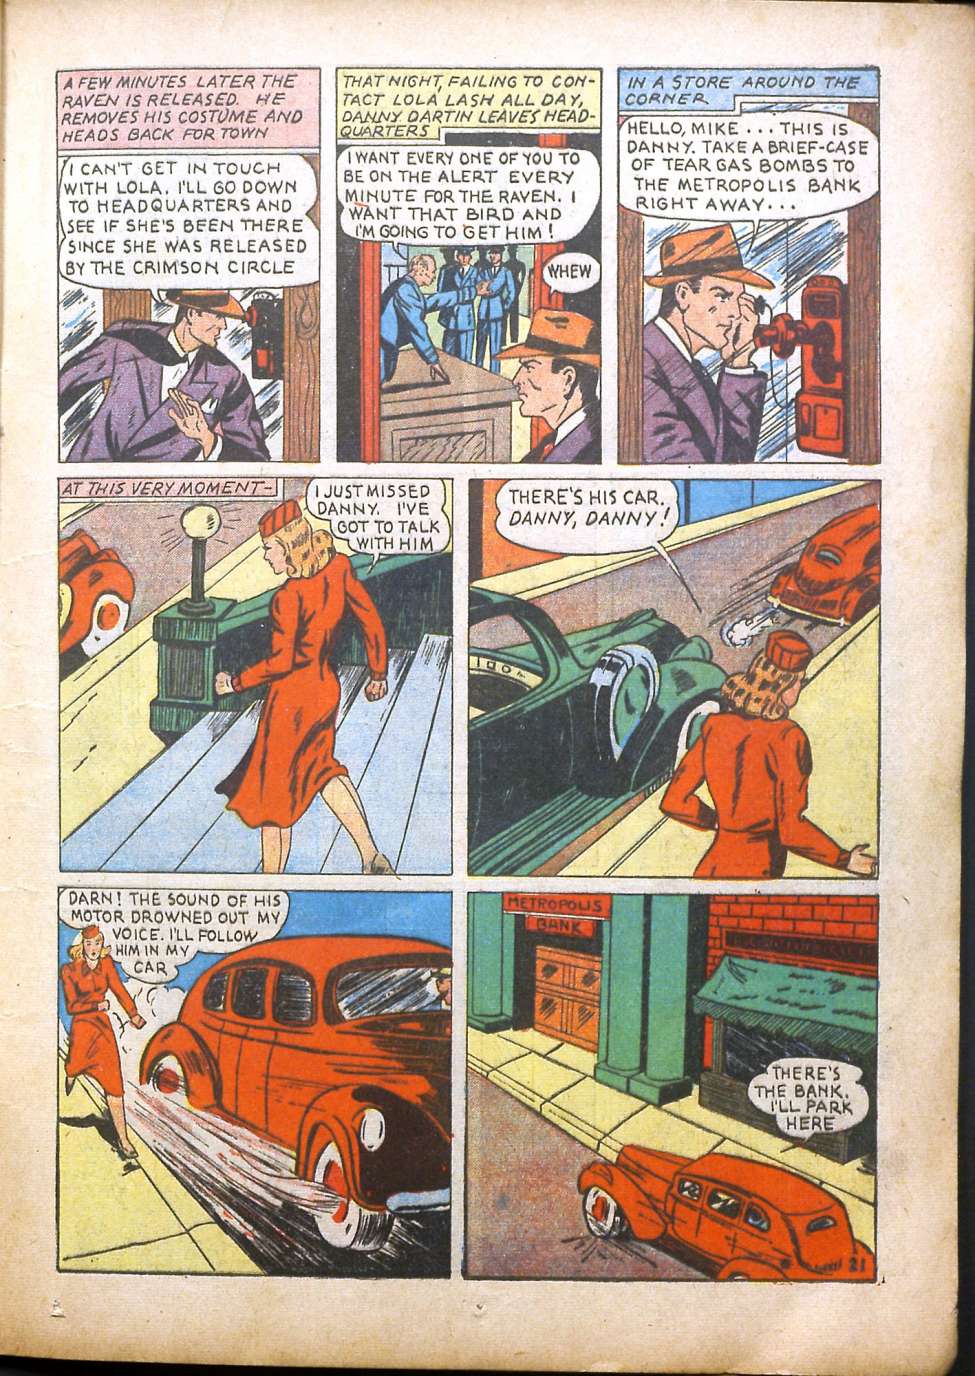 A FEW MINUTES LATER THE
RAVEN IS RELEASED. HE
REMOVES HIS COSTUME AND
HEADS BACK FOR TOWN
I CAN'T GET IN TOUCH
WITH LOLA. I'LL GO DOWN
TO HEADQUARTERS AND
SEE IF SHE'S BEEN THERE
SINCE SHE WAS RELEASED
BY THE CRIMSON CIRCLE
THAT NIGHT, FAILING TO CON-
TACT LOLA LASH ALL DAY,
DANNY DARTIN LEAVES HEAD-
QUARTERS
I WANT EVERY ONE OF YOU TO
BE ON THE ALERT EVERY
MINUTE FOR THE RAVEN. I
WANT THAT BIRD AND
I'M GOING TO GET HIM!
WHEW
IN A STORE AROUND THE
CORNER
HELLO, MIKE... THIS IS
DANNY. TAKE A BRIEF-CASE
OF TEAR GAS BOMBS TO
THE METROPOLIS BANK
RIGHT AWAY...
AT THIS VERY MOMENT-
I JUST MISSED
DANNY. I'VE
GOT TO TALK
WITH HIM
THERE'S HIS CAR.
DANNY, DANNY!
DARN! THE SOUND OF HIS
MOTOR DROWNED OUT MY
VOICE. I'LL FOLLOW
HIM IN MY
CAR
METROPOLIS
BANK
THERE'S
THE BANK.
I'LL PARK
HERE
21